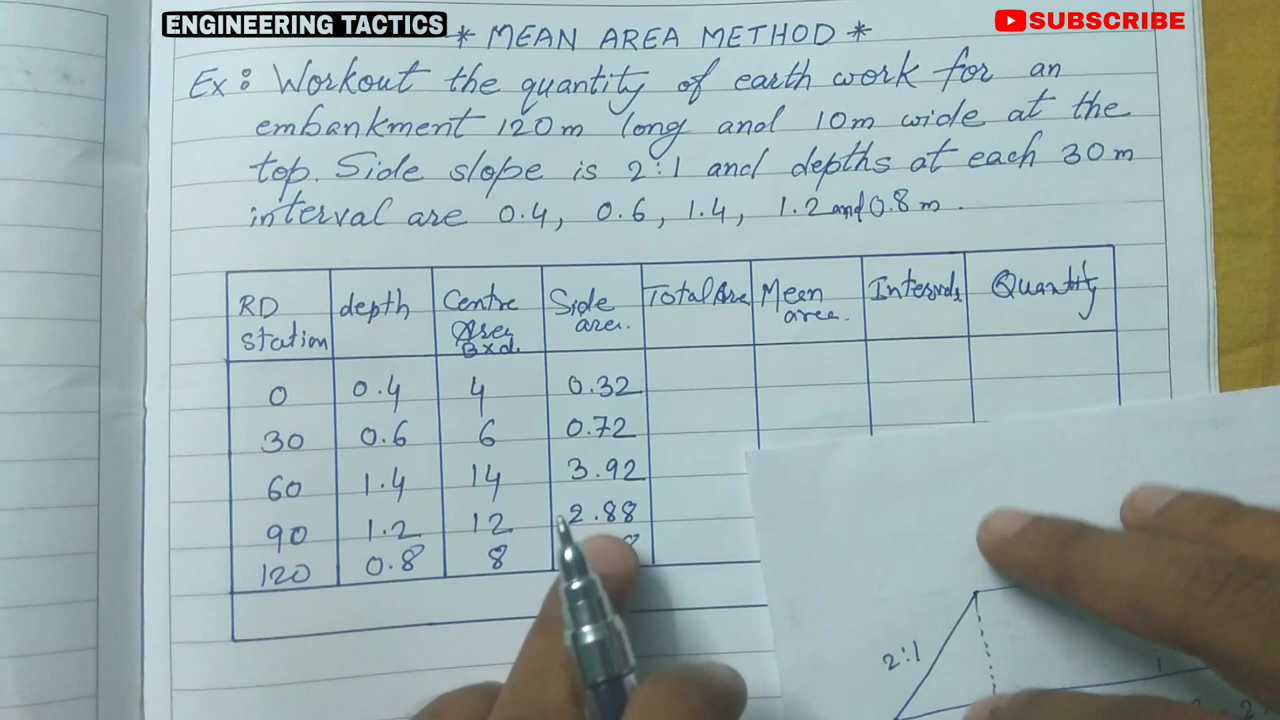 ENGINEERING TACTICS
SUBSCRIBE
* MEAN AREA METHOD *
Ex: Workout the quantity of earth work for an
embankment 120m long and 10m wide at the
top. Side slope is 2:1 and depths at each 30m
interval are 0.4, 0.6, 1.4, 1.2 and 0.8m.
RD station depth Centre Area Bxd. Side area. Total Are Meen area. Quantity
0 0.4 4 0.32
30 0.6 6 0.72
60 1.4 14 3.92
90 1.2 12 2.88
120 0.8 8
2:1